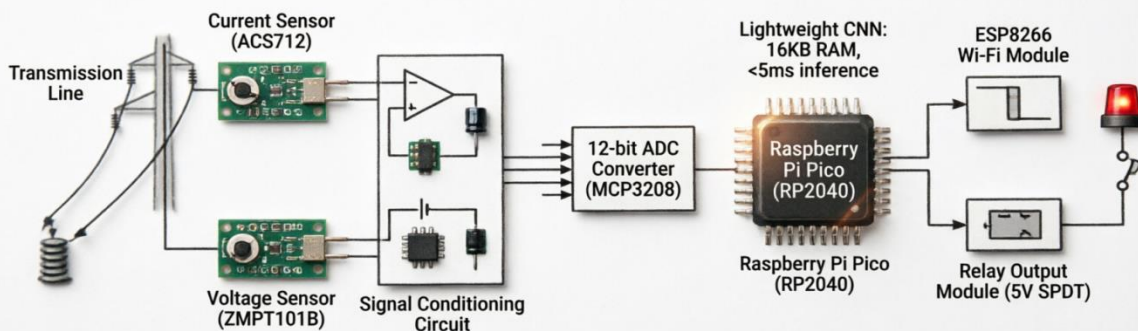 Current Sensor
(ACS712)
Transmission
Line
Voltage Sensor
(ZMPT101B)
Signal Conditioning
Circuit
12-bit ADC
Converter
(MCP3208)
Lightweight CNN:
16KB RAM,
<5ms inference
Raspberry
Pi Pico
(RP2040)
Raspberry Pi Pico
(RP2040)
ESP8266
Wi-Fi Module
Relay Output
Module (5V SPDT)